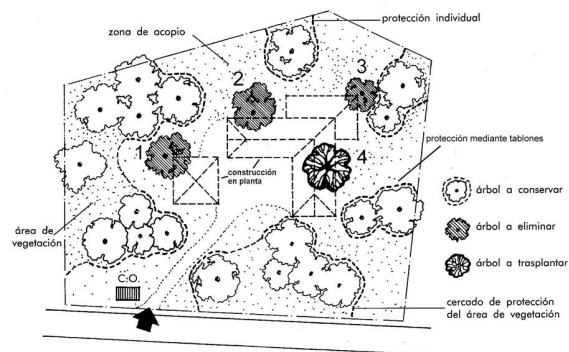 protección individual
zona de acopio
2
3
1
4
protección mediante tablones
construcción
en planta
árbol a conservar
área de
vegetación
árbol a eliminar
árbol a trasplantar
C:O.
cercado de protección
del área de vegetación